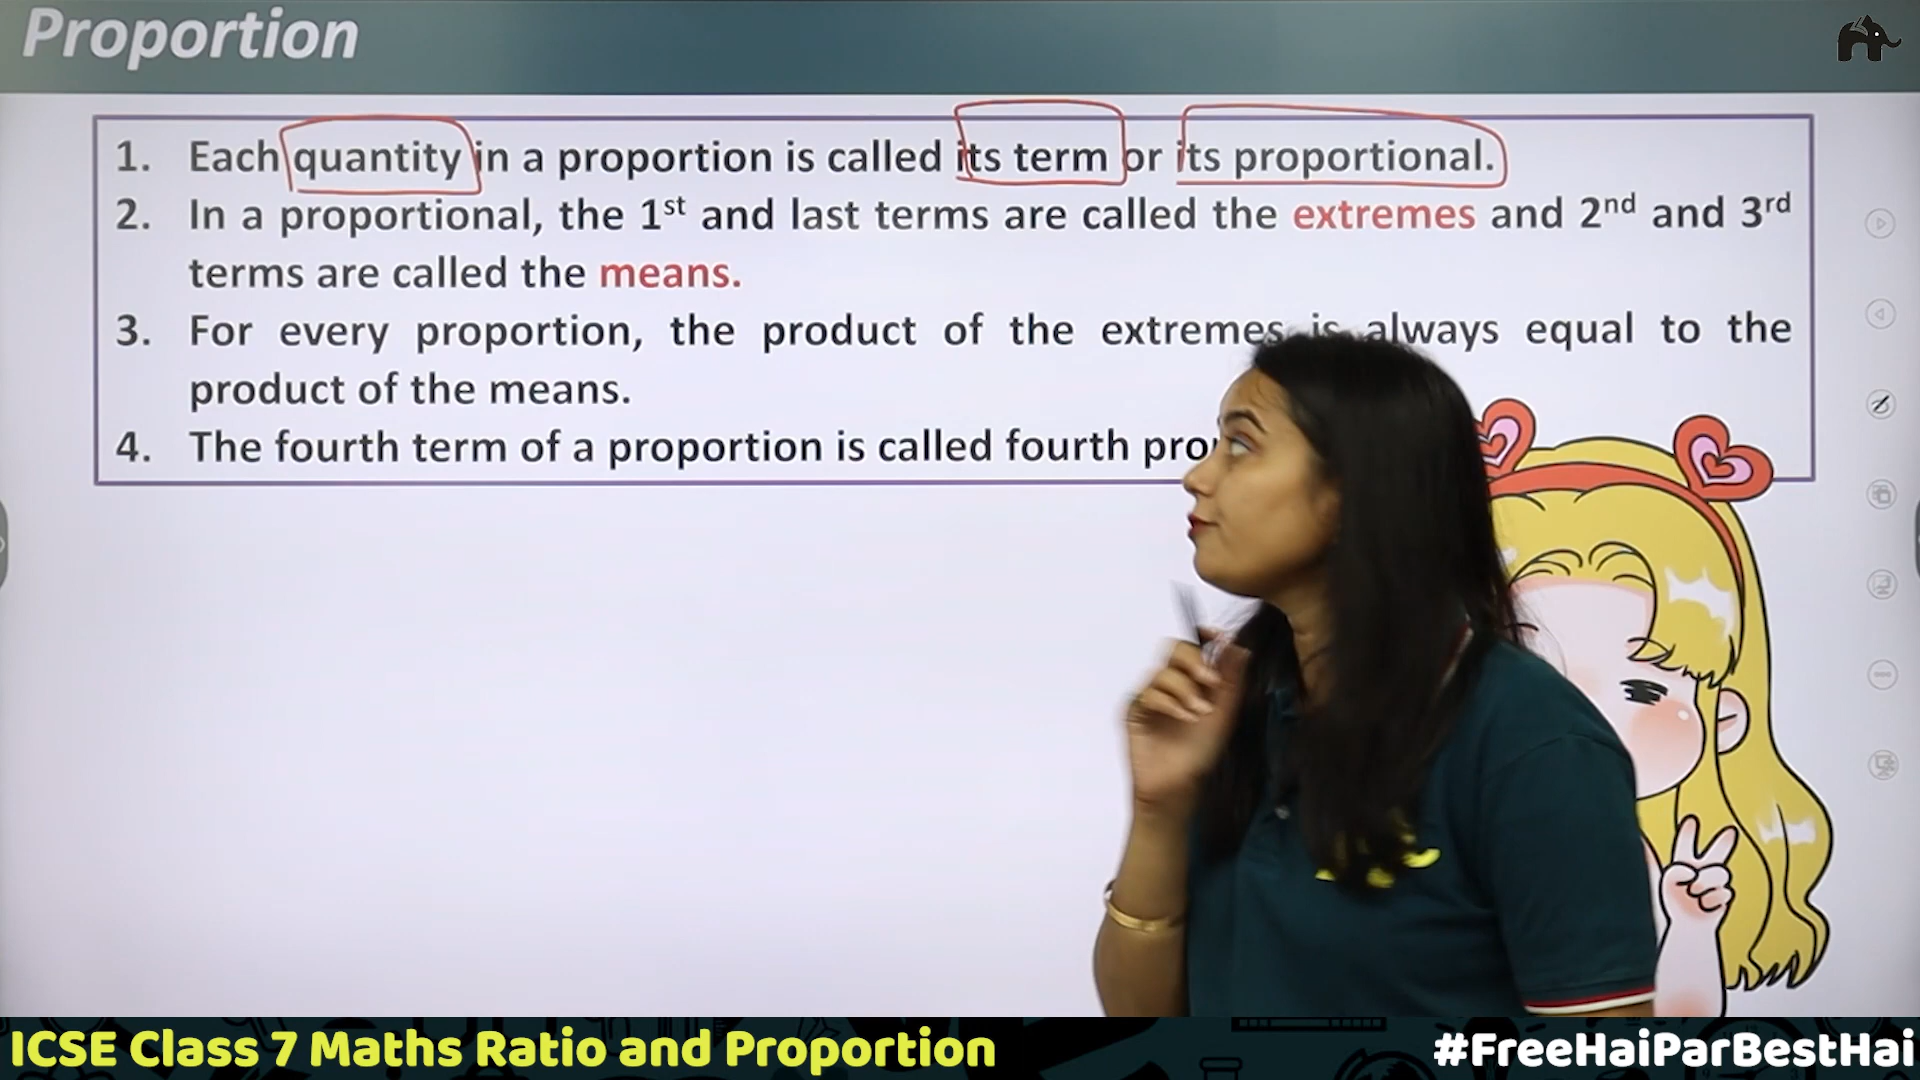 Proportion
1. Each quantity in a proportion is called its term or its proportional.
2. In a proportional, the 1st and last terms are called the extremes and 2nd and 3rd
terms are called the means.
3. For every proportion, the product of the extremes is always equal to the
product of the means.
4. The fourth term of a proportion is called fourth
ICSE Class 7 Maths Ratio and Proportion
#FreeHaiParBestHai